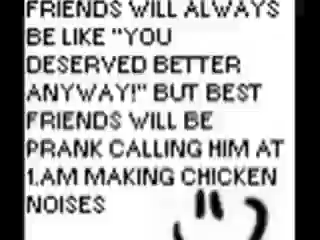 FRIENDS WILL ALWAYS
BE LIKE "YOU
DESERVED BETTER
ANYWAY!" BUT BEST
FRIENDS WILL BE
PRANK CALLING HIM AT
1.AM MAKING CHICKEN
NOISES